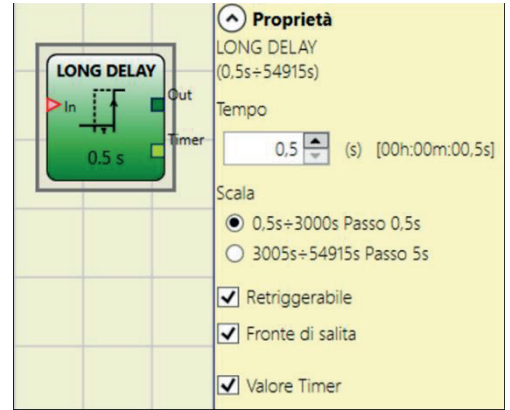 LONG DELAY
In
Out
Timer
0.5 s
Proprietà
LONG DELAY
(0,5s÷54915s)
Tempo
0,5 (s) [00h:00m:00,5s]
Scala
0,5s÷3000s Passo 0,5s
3005s÷54915s Passo 5s
Retriggerabile
Fronte di salita
Valore Timer